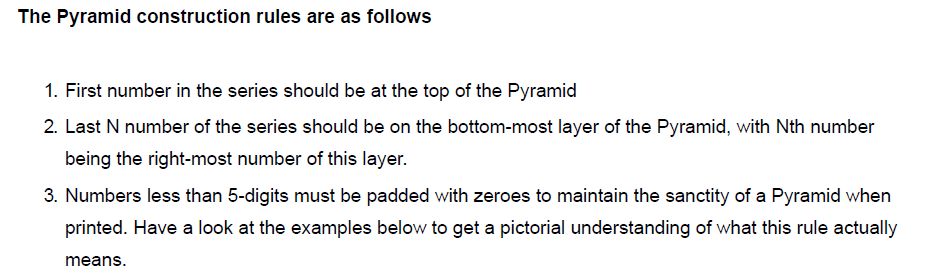 The Pyramid construction rules are as follows
1. First number in the series should be at the top of the Pyramid
2. Last N number of the series should be on the bottom-most layer of the Pyramid, with Nth number
being the right-most number of this layer.
3. Numbers less than 5-digits must be padded with zeroes to maintain the sanctity of a Pyramid when
printed. Have a look at the examples below to get a pictorial understanding of what this rule actually
means.